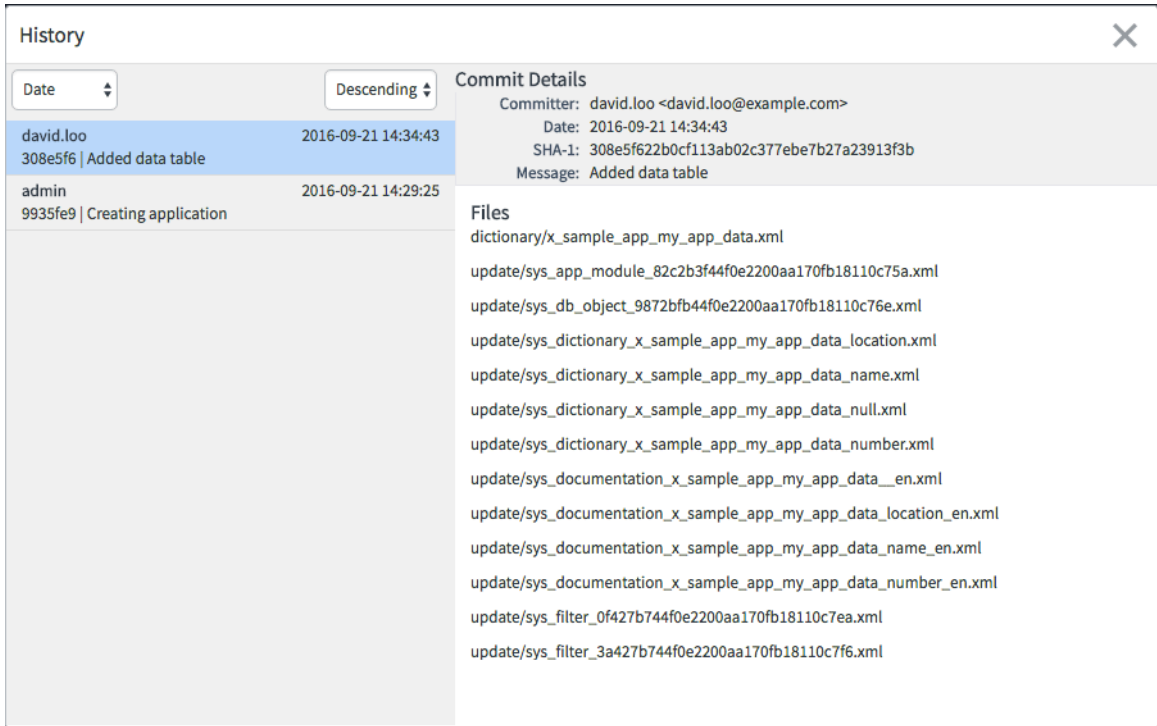 History
Date
Descending
david.loo 2016-09-21 14:34:43
308e5f6 | Added data table
admin 2016-09-21 14:29:25
9935fe9 | Creating application
Commit Details
Committer: david.loo <david.loo@example.com>
Date: 2016-09-21 14:34:43
SHA-1: 308e5f622b0cf113ab02c377ebe7b27a23913f3b
Message: Added data table
Files
dictionary/x_sample_app_my_app_data.xml
update/sys_app_module_82c2b3f44f0e2200aa170fb18110c75a.xml
update/sys_db_object_9872bfb44f0e2200aa170fb18110c76e.xml
update/sys_dictionary_x_sample_app_my_app_data_location.xml
update/sys_dictionary_x_sample_app_my_app_data_name.xml
update/sys_dictionary_x_sample_app_my_app_data_null.xml
update/sys_dictionary_x_sample_app_my_app_data_number.xml
update/sys_documentation_x_sample_app_my_app_data__en.xml
update/sys_documentation_x_sample_app_my_app_data_location_en.xml
update/sys_documentation_x_sample_app_my_app_data_name_en.xml
update/sys_documentation_x_sample_app_my_app_data_number_en.xml
update/sys_filter_0f427b744f0e2200aa170fb18110c7ea.xml
update/sys_filter_3a427b744f0e2200aa170fb18110c7f6.xml